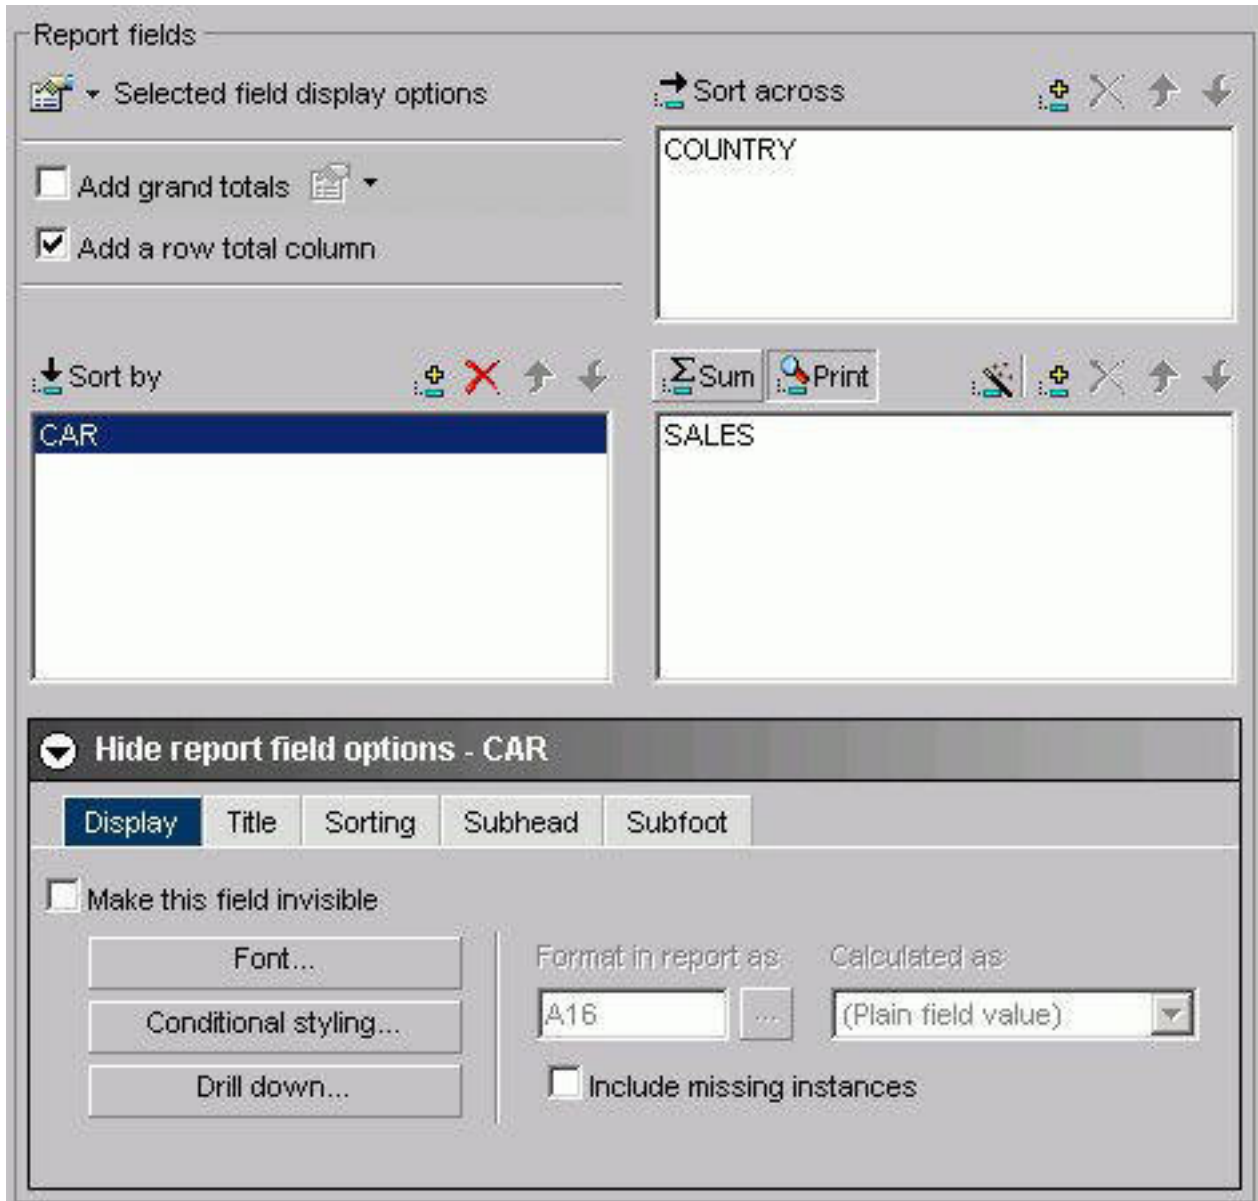 Report fields
Selected field display options
Sort across
COUNTRY
Add grand totals
Add a row total column
Sort by
Sum Print
CAR
SALES
Hide report field options - CAR
Display Title Sorting Subhead Subfoot
Make this field invisible
Font...
Format in report as Calculated as
Conditional styling...
A16 ... (Plain field value)
Drill down...
Include missing instances